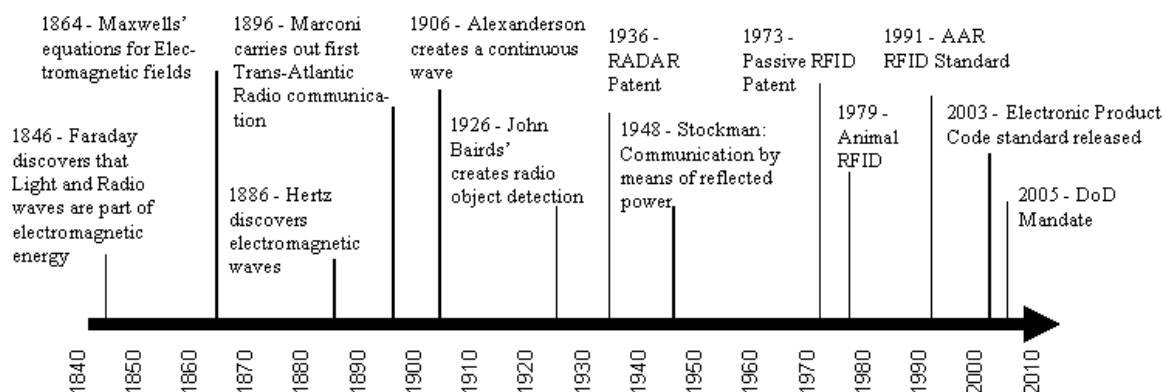 1864 - Maxwells’
equations for Elec-
tromagnetic fields
1896 - Marconi
carries out first
Trans-Atlantic
Radio communica-
tion
1906 - Alexanderson
creates a continuous
wave
1936 -
RADAR
Patent
1973 -
Passive RFID
Patent
1991 - AAR
RFID Standard
1846 - Faraday
discovers that
Light and Radio
waves are part of
electromagnetic
energy
1886 - Hertz
discovers
electromagnetic
waves
1926 - John
Bairds’
creates radio
object detection
1948 - Stockman:
Communication by
means of reflected
power
1979 -
Animal
RFID
2003 - Electronic Product
Code standard released
2005 - DoD
Mandate
1840
1850
1860
1870
1880
1890
1900
1910
1920
1930
1940
1950
1960
1970
1980
1990
2000
2010